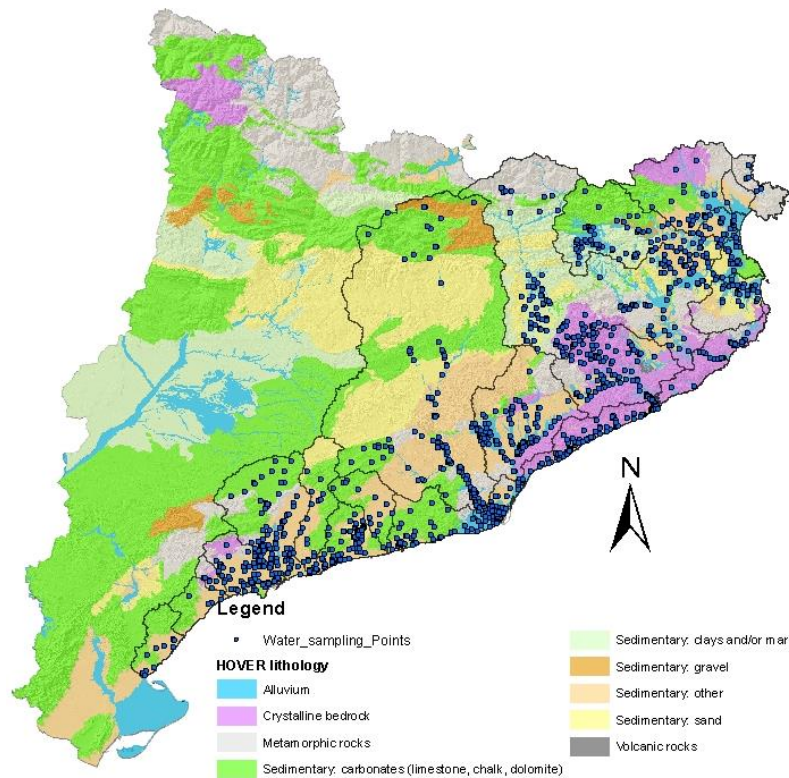 N
Legend
Water_sampling_Points
HOVER lithology
Alluvium
Crystalline bedrock
Metamorphic rocks
Sedimentary: carbonates (limestone, chalk, dolomite)
Sedimentary: clays and/or mar
Sedimentary: gravel
Sedimentary: other
Sedimentary: sand
Volcanic rocks